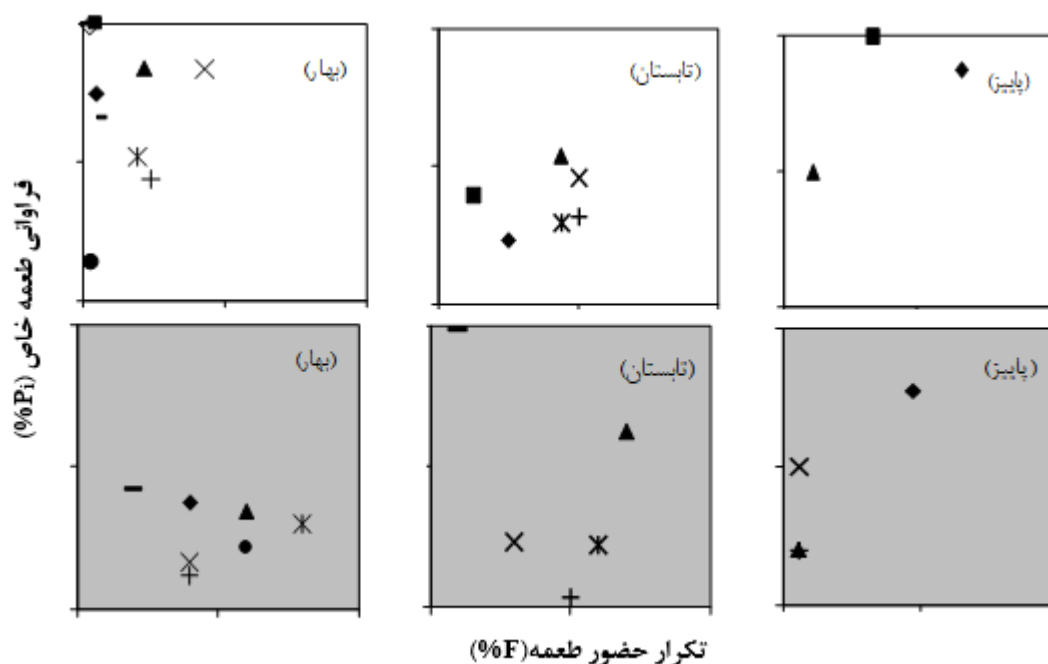 (بهار)
(تابستان)
(پاییز)
فراوانی طعمه خاص (%Pi)
(بهار)
(تابستان)
(پاییز)
تکرار حضور طعمه(%F)